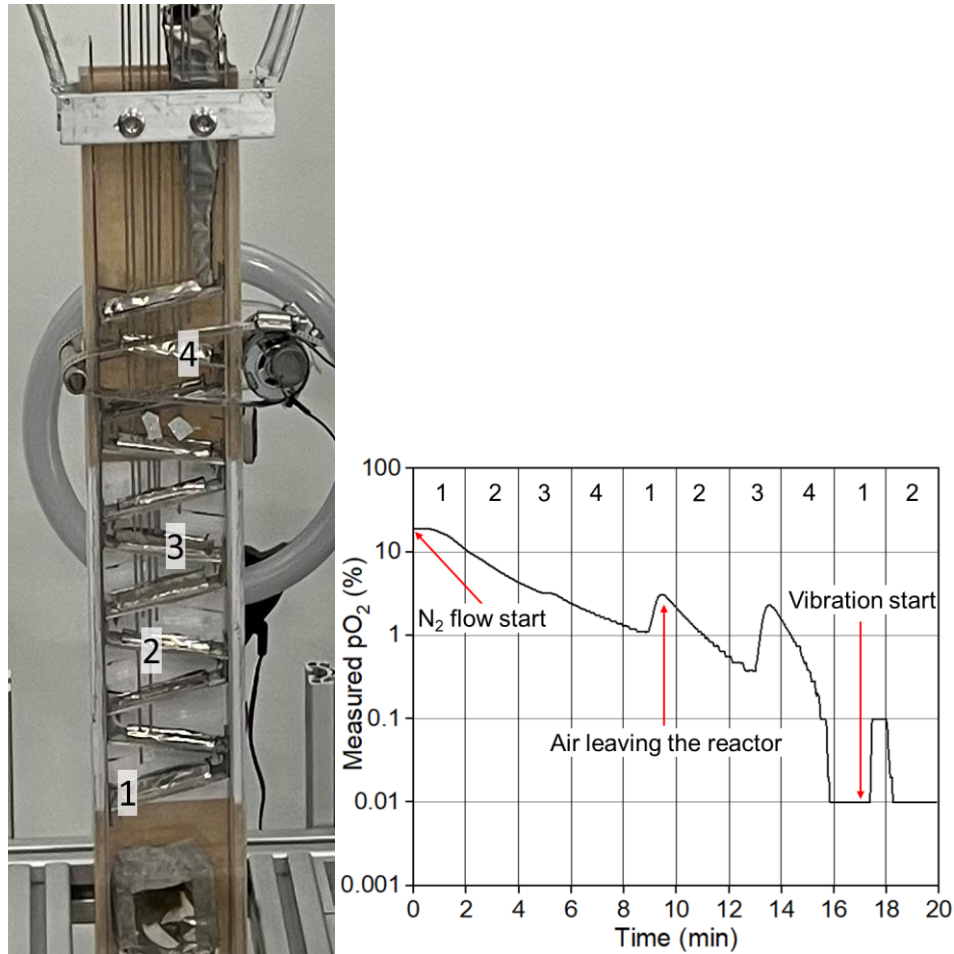 4
3
2
1
100
1 2 3 4 1 2 3 4 1 2
10
N₂ flow start
Vibration start
1
Air leaving the reactor
0.1
0.01
0.001
Measured pO₂ (%)
0 2 4 6 8 10 12 14 16 18 20
Time (min)